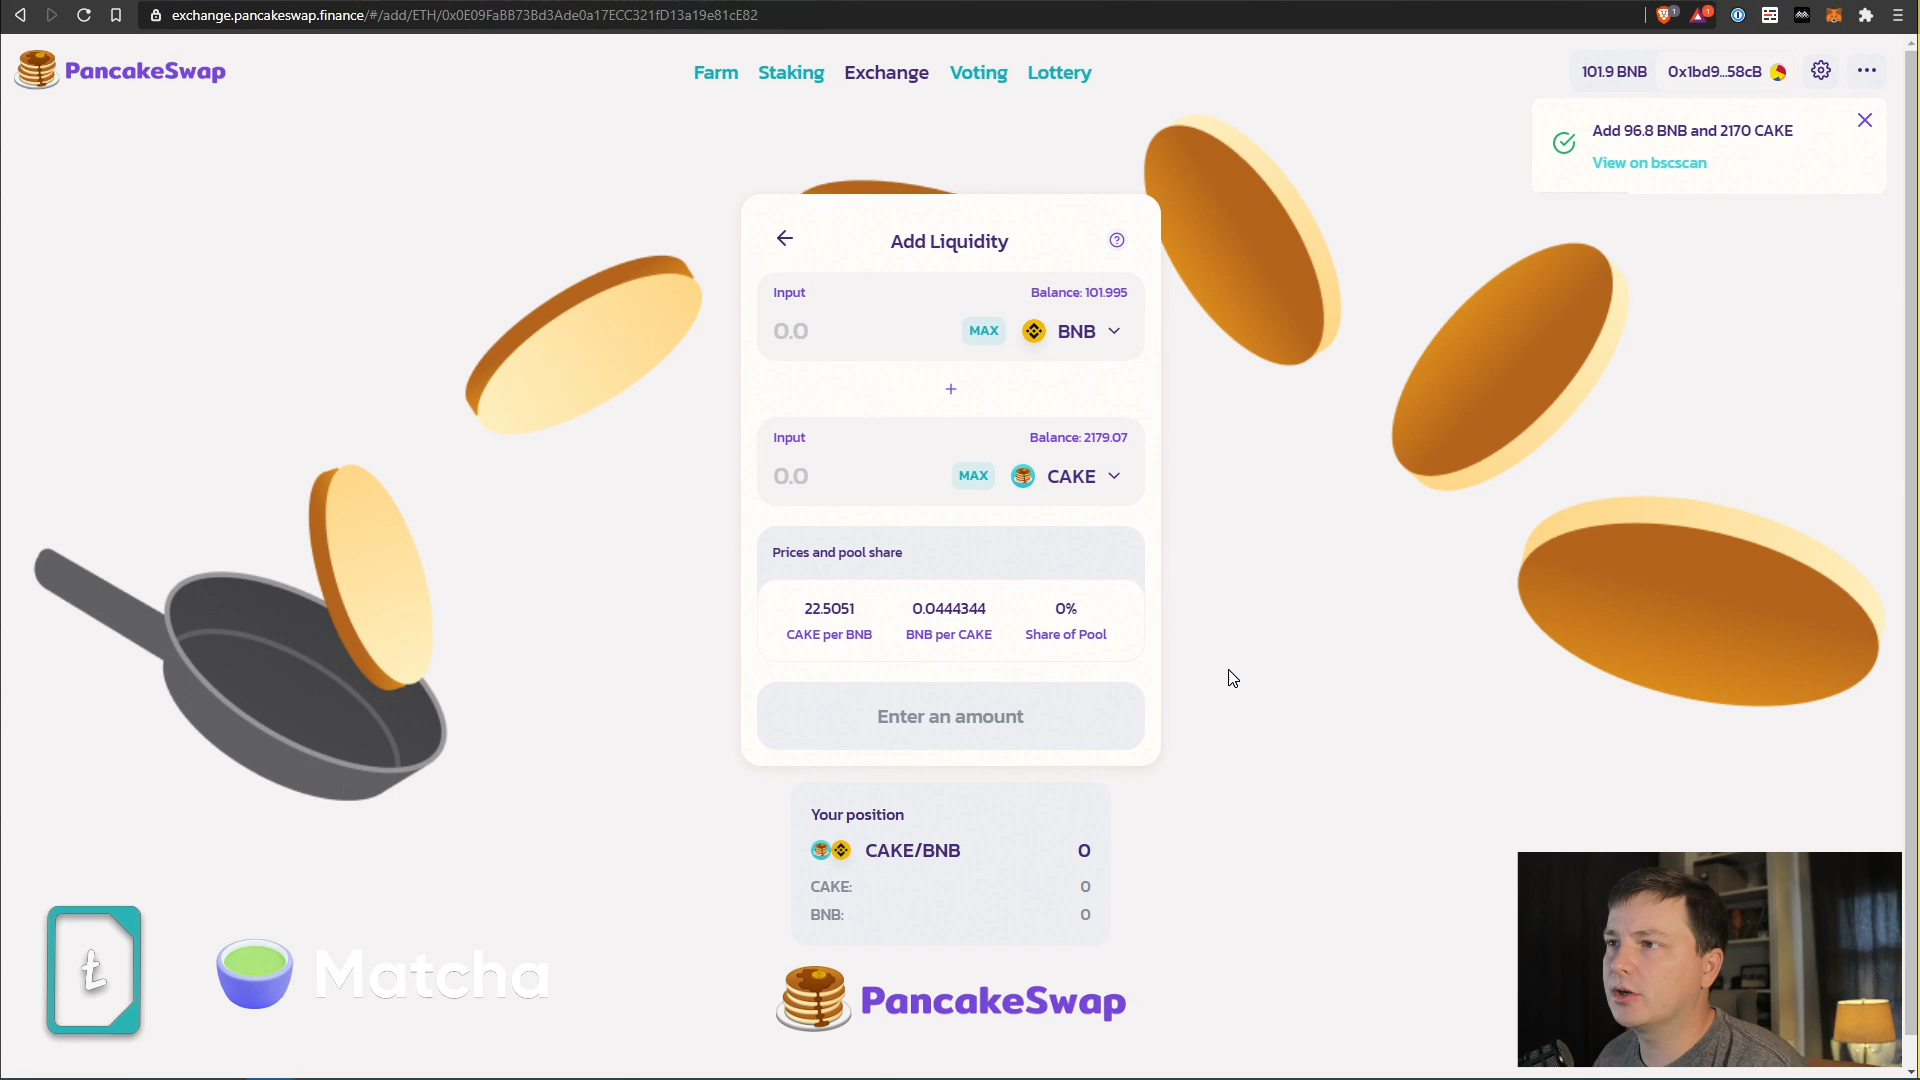 exchange.pancakeswap.finance/#/add/ETH/0x0E09FaBB73Bd3Ade0a17ECC321fD13a19e81cE82
1
1
PancakeSwap
Farm
Staking
Exchange
Voting
Lottery
101.9 BNB
0x1bd9...58cB
Add 96.8 BNB and 2170 CAKE
View on bscscan
Add Liquidity
Input
Balance: 101.995
0.0
MAX
BNB
+
Input
Balance: 2179.07
0.0
MAX
CAKE
Prices and pool share
22.5051
0.0444344
0%
CAKE per BNB
BNB per CAKE
Share of Pool
Enter an amount
Your position
CAKE/BNB
0
CAKE:
0
BNB:
0
Matcha
PancakeSwap